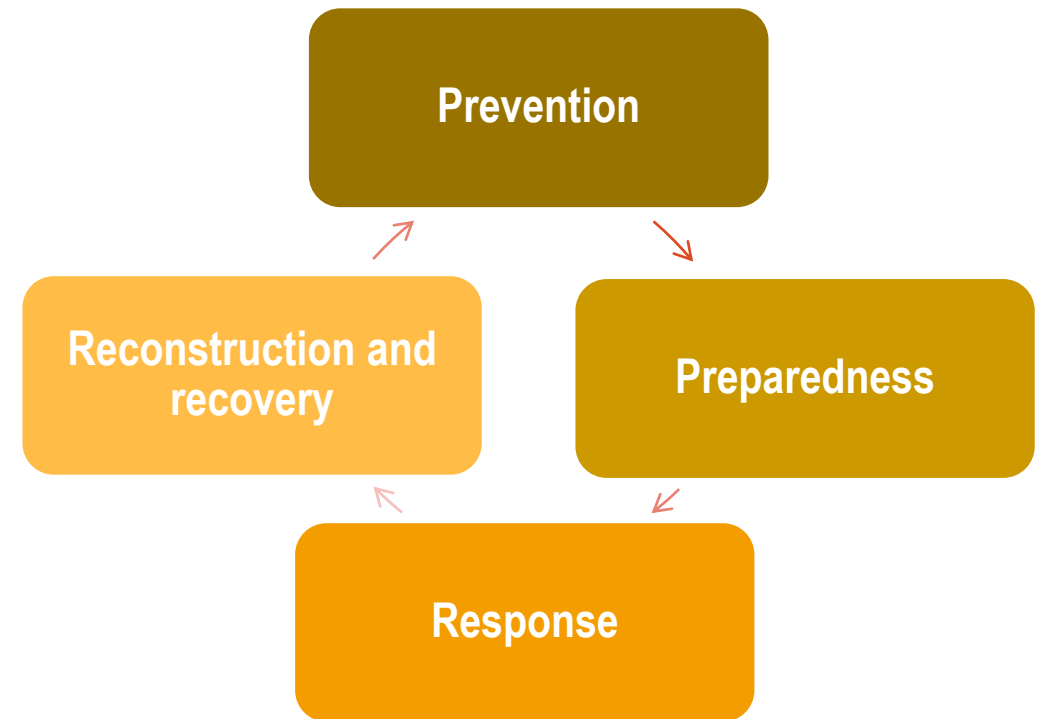 Prevention
Reconstruction and
recovery
Preparedness
Response